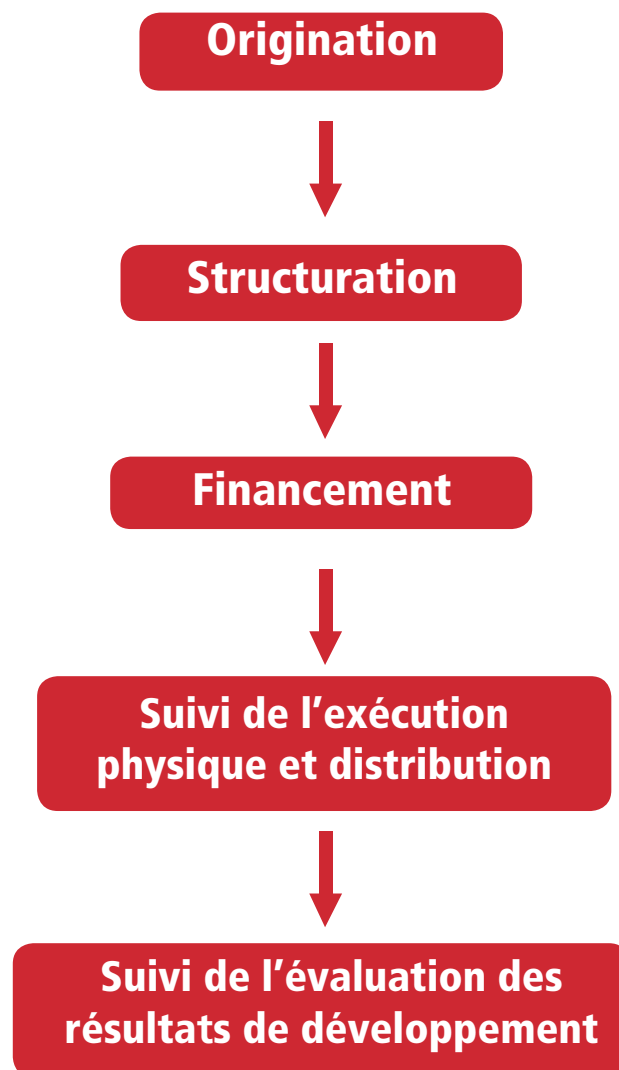 Origination
Structuration
Financement
Suivi de l’exécution
physique et distribution
Suivi de l’évaluation des
résultats de développement